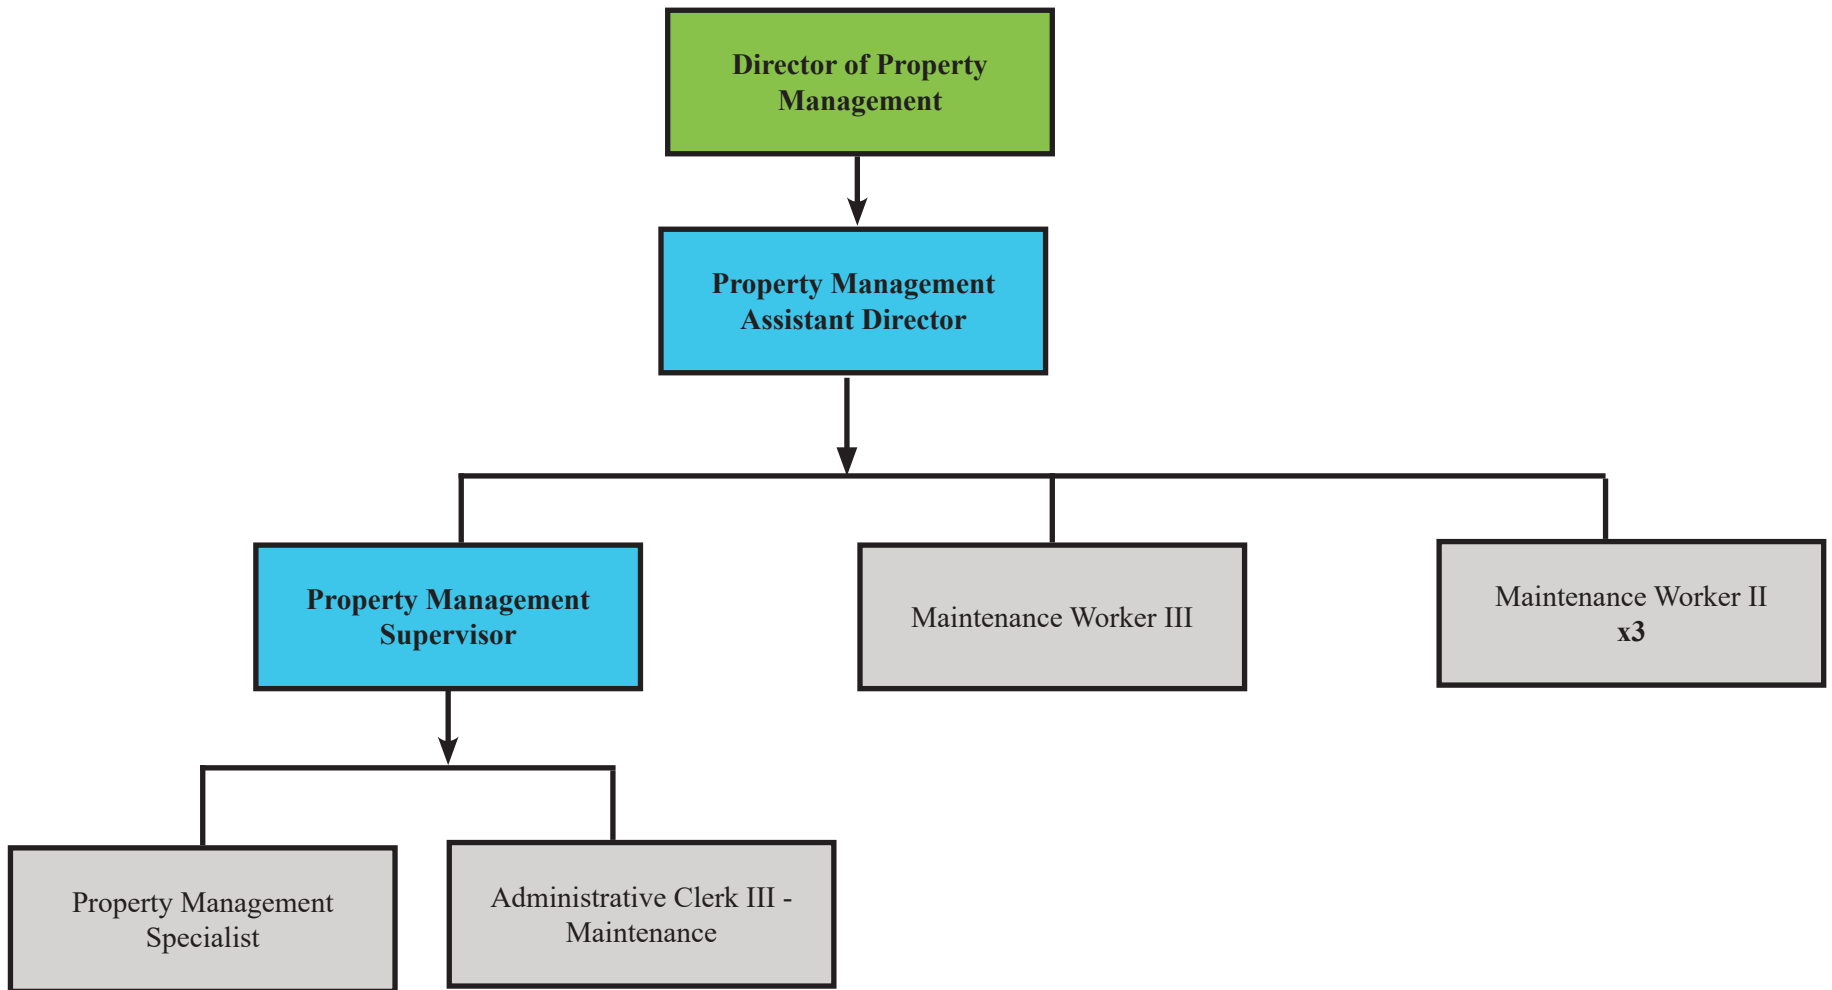 Director of Property
Management
Property Management
Assistant Director
Property Management
Supervisor
Maintenance Worker III
Maintenance Worker II
x3
Property Management
Specialist
Administrative Clerk III -
Maintenance